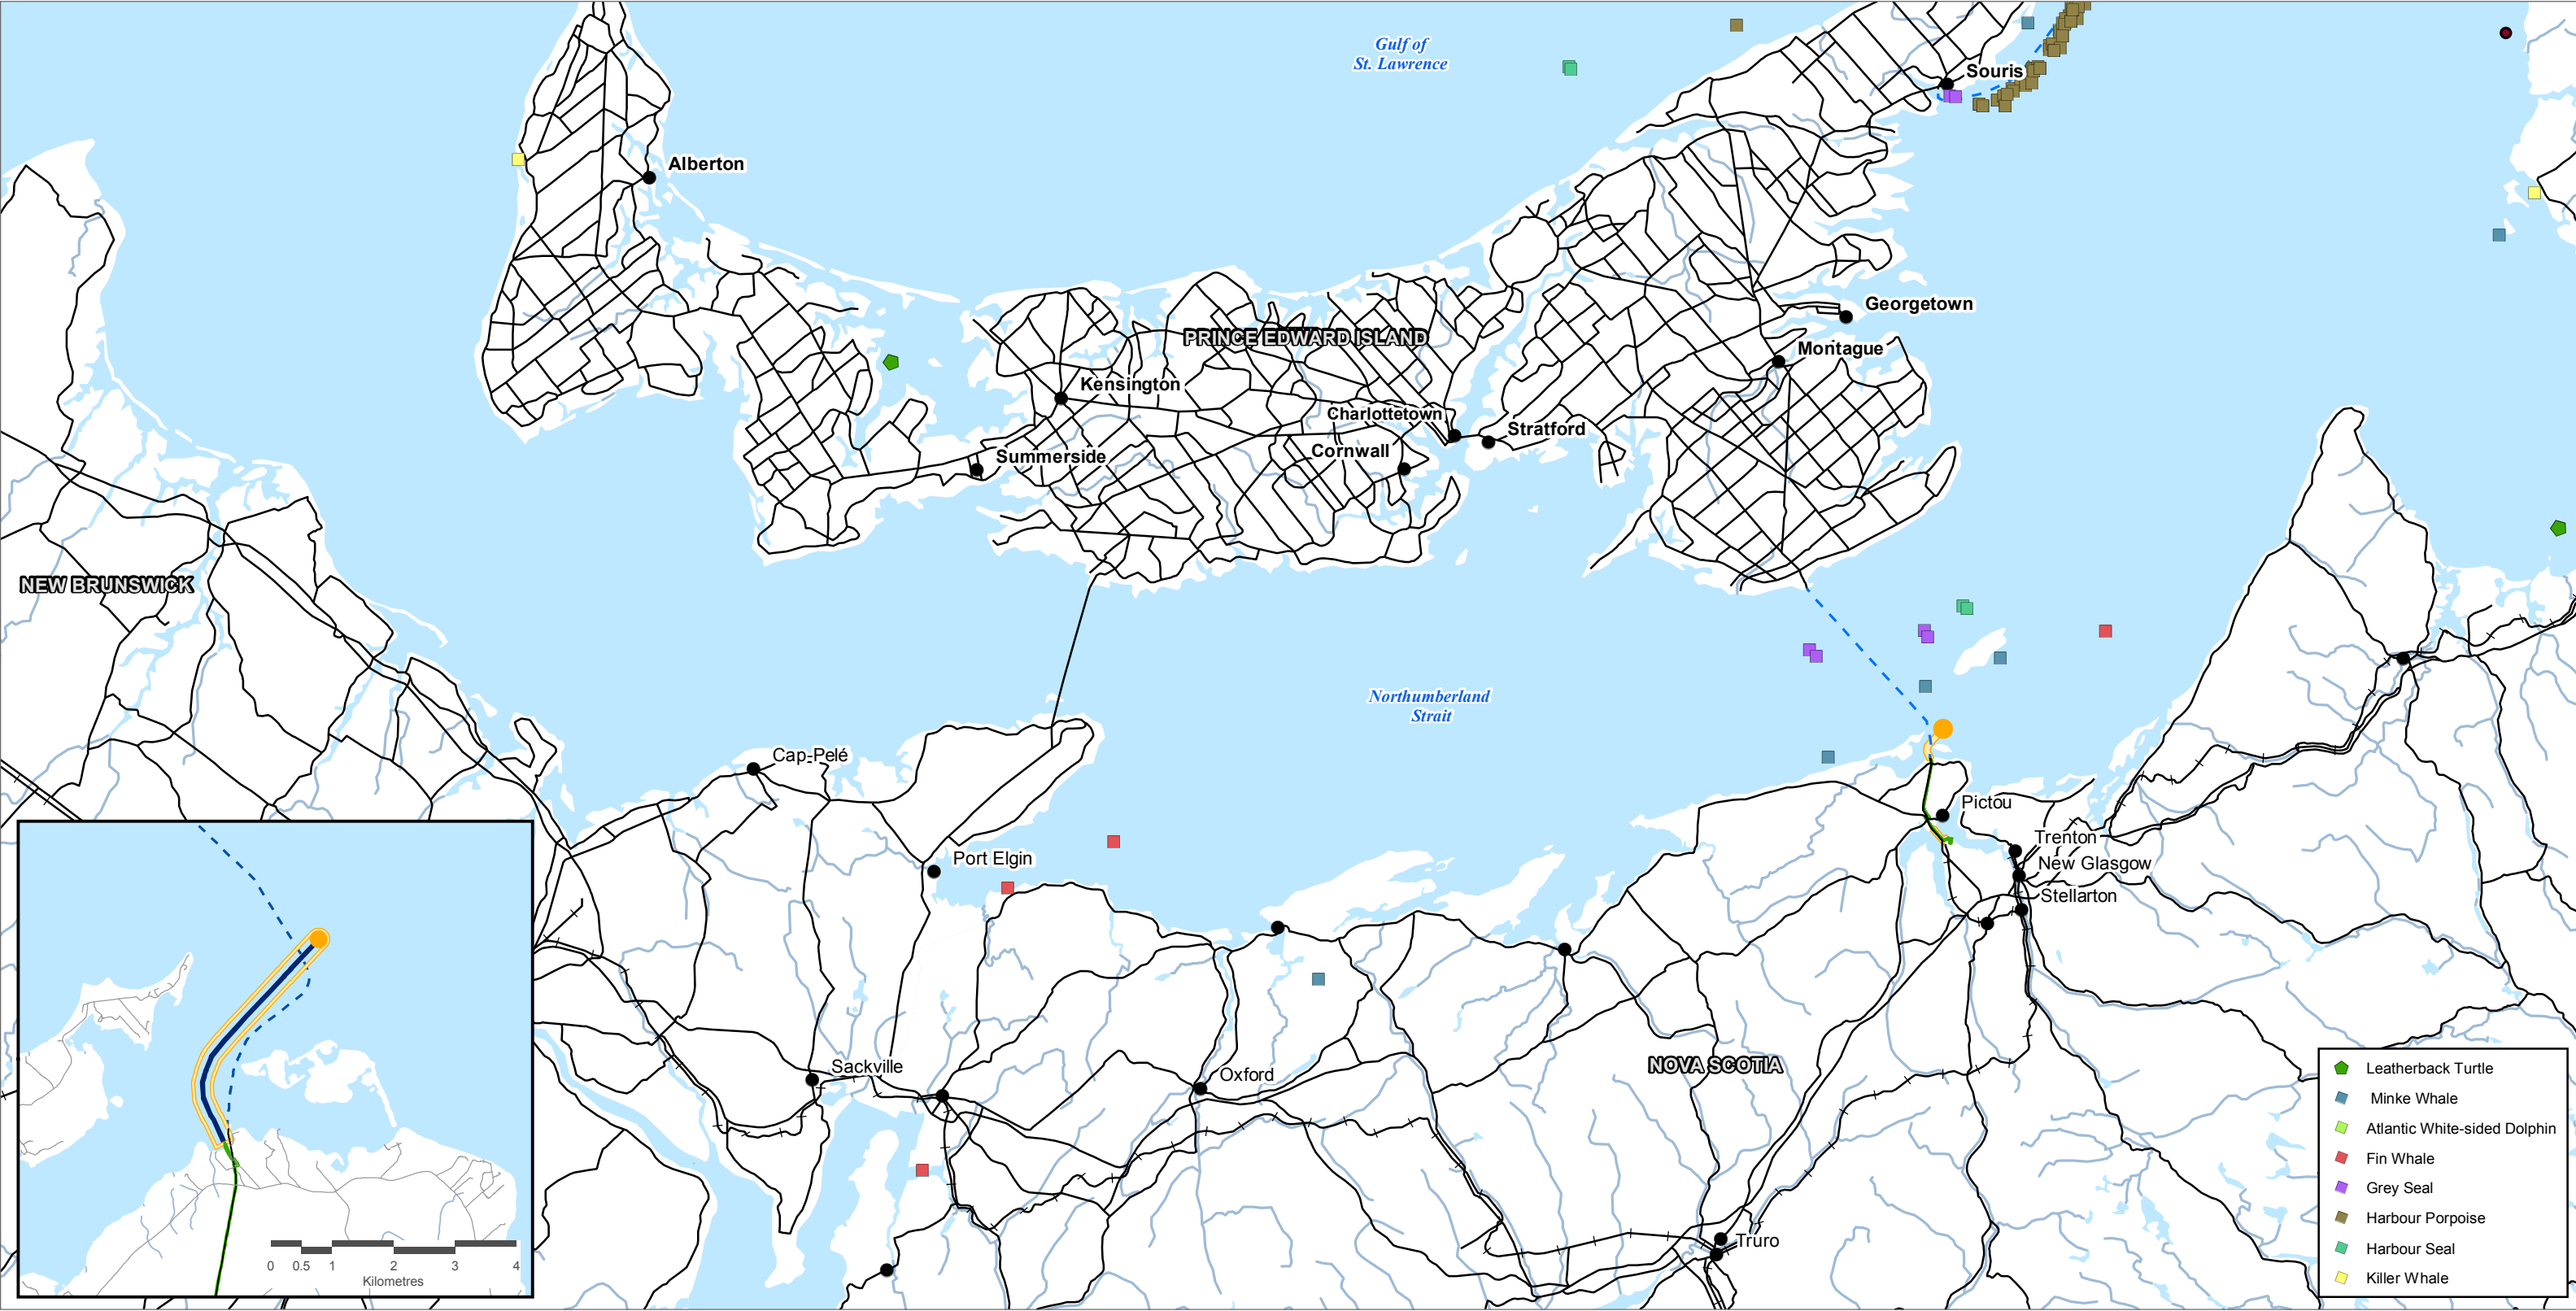 Gulf of
St. Lawrence
Souris
Alberton
Georgetown
PRINCE EDWARD ISLAND
Montague
Kensington
Charlottetown
Stratford
Cornwall
Summerside
NEW BRUNSWICK
Northumberland
Strait
Cap-Pelé
Pictou
Trenton
Port Elgin
New Glasgow
Stellarton
Sackville
Oxford
NOVA SCOTIA
Truro
0 0.5 1 2 3 4
Kilometres
Leatherback Turtle
Minke Whale
Atlantic White-sided Dolphin
Fin Whale
Grey Seal
Harbour Porpoise
Harbour Seal
Killer Whale